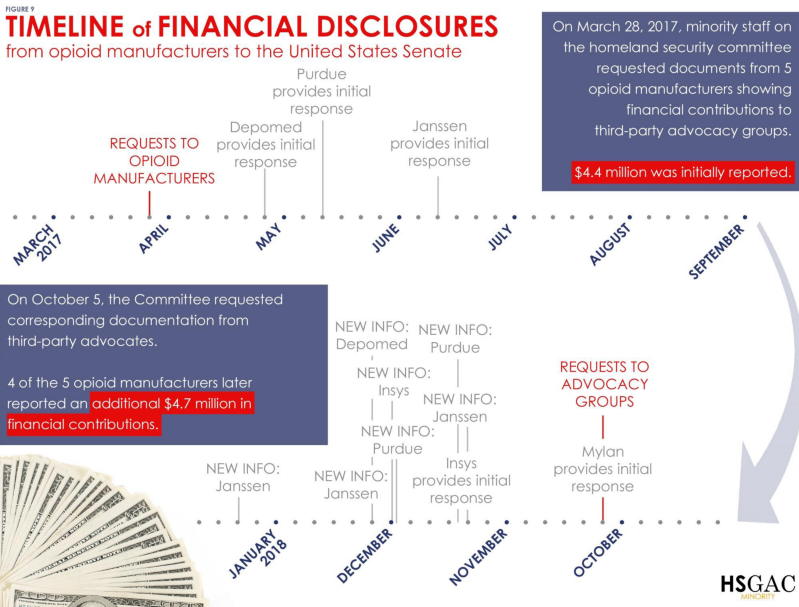 FIGURE 9
TIMELINE of FINANCIAL DISCLOSURES
from opioid manufacturers to the United States Senate
On March 28, 2017, minority staff on
the homeland security committee
requested documents from 5
opioid manufacturers showing
financial contributions to
third-party advocacy groups.
$4.4 million was initially reported.
REQUESTS TO
OPIOID
MANUFACTURERS
Depomed
provides initial
response
Purdue
provides initial
response
Janssen
provides initial
response
MARCH
2017
APRIL
MAY
JUNE
JULY
AUGUST
SEPTEMBER
On October 5, the Committee requested
corresponding documentation from
third-party advocates.
4 of the 5 opioid manufacturers later
reported an additional $4.7 million in
financial contributions.
NEW INFO:
Janssen
NEW INFO:
Depomed
NEW INFO:
Insys
NEW INFO:
Purdue
NEW INFO:
Janssen
NEW INFO:
Purdue
NEW INFO:
Janssen
Insys
provides initial
response
REQUESTS TO
ADVOCACY
GROUPS
Mylan
provides initial
response
JANUARY
2018
DECEMBER
NOVEMBER
OCTOBER
HSGAC
MINORITY